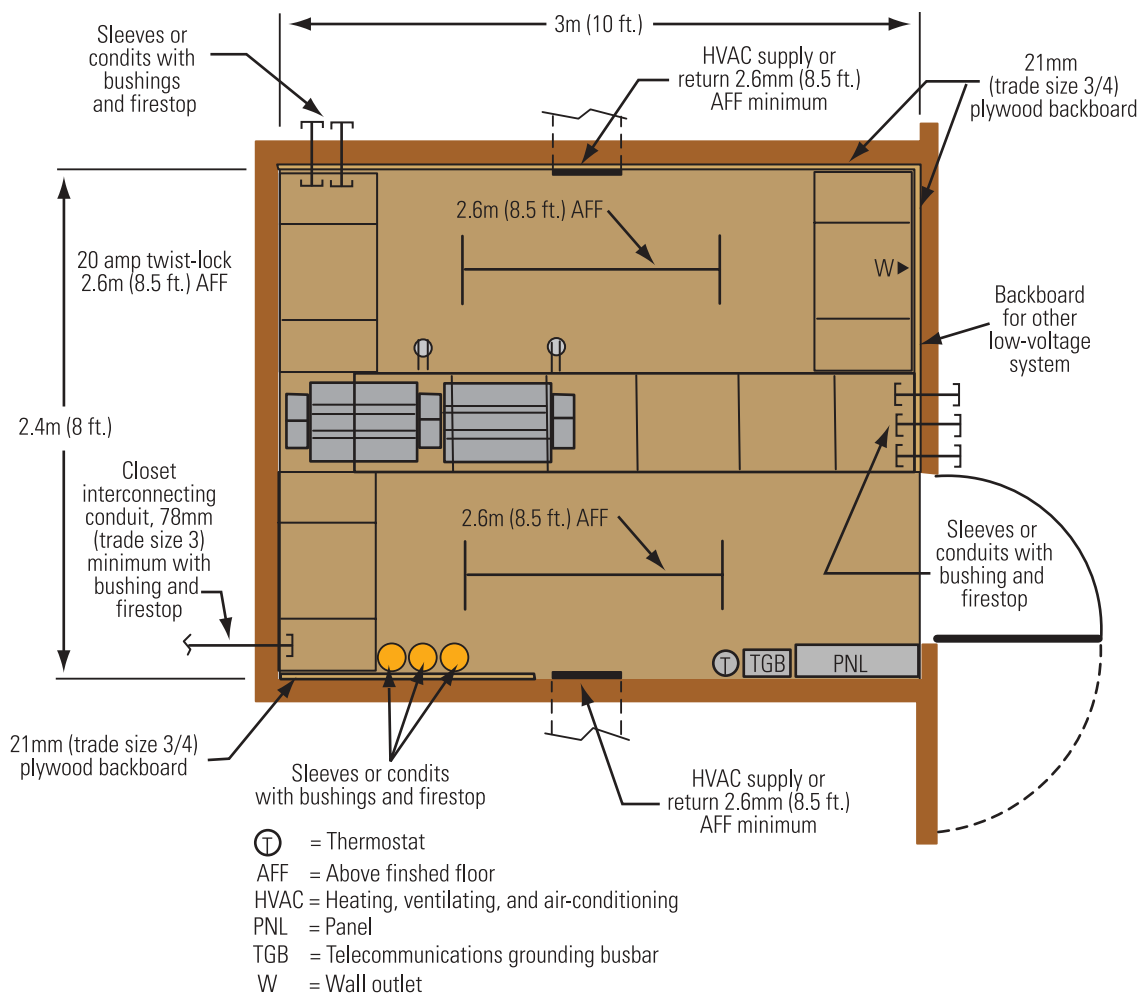 3m (10 ft.)
Sleeves or
condits with
bushings
and firestop
HVAC supply or
return 2.6mm (8.5 ft.)
AFF minimum
21mm
(trade size 3/4)
plywood backboard
2.6m (8.5 ft.) AFF
20 amp twist-lock
2.6m (8.5 ft.) AFF
W
Backboard
for other
low-voltage
system
2.4m (8 ft.)
Closet
interconnecting
conduit, 78mm
(trade size 3)
minimum with
bushing and
firestop
2.6m (8.5 ft.) AFF
Sleeves or
conduits with
bushing and
firestop
T
TGB
PNL
21mm (trade size 3/4)
plywood backboard
Sleeves or condits
with bushings and firestop
HVAC supply or
return 2.6mm (8.5 ft.)
AFF minimum
T = Thermostat
AFF = Above finshed floor
HVAC = Heating, ventilating, and air-conditioning
PNL = Panel
TGB = Telecommunications grounding busbar
W = Wall outlet